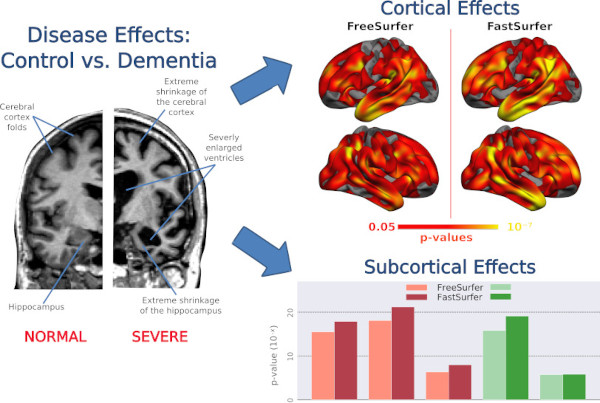 Disease Effects:
Control vs. Dementia
Cerebral
cortex
folds
Extreme
shrinkage of
the cerebral
cortex
Severly
enlarged
ventricles
Hippocampus
Extreme shrinkage
of the hippocampus
NORMAL
SEVERE
Cortical Effects
FreeSurfer
FastSurfer
0.05
p-values
Subcortical Effects
FreeSurfer
FastSurfer
p-value (10⁻ˣ)
20
10
0